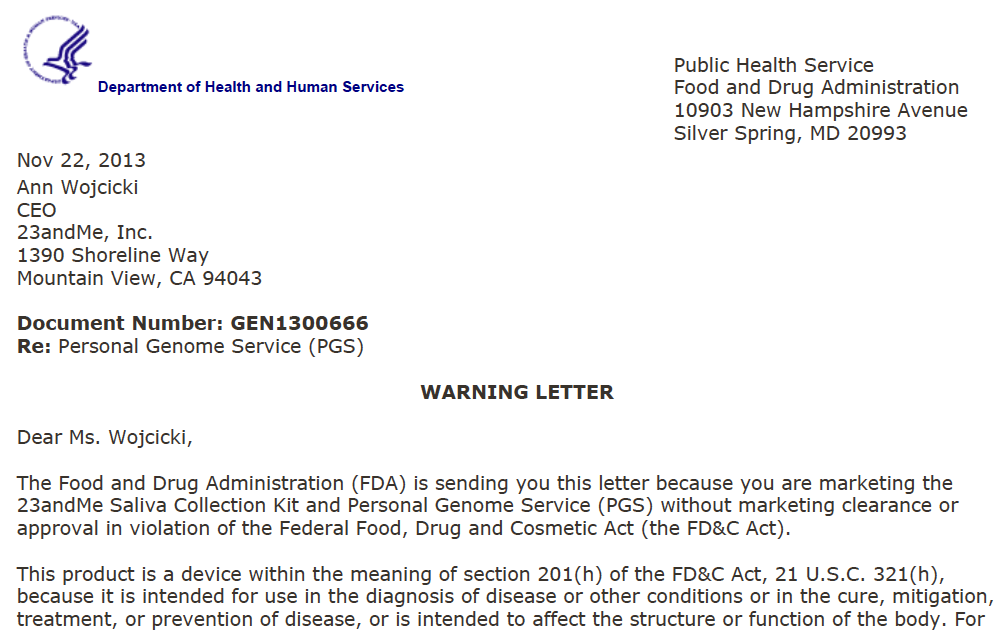 Department of Health and Human Services
Public Health Service
Food and Drug Administration
10903 New Hampshire Avenue
Silver Spring, MD 20993
Nov 22, 2013
Ann Wojcicki
CEO
23andMe, Inc.
1390 Shoreline Way
Mountain View, CA 94043
Document Number: GEN1300666
Re: Personal Genome Service (PGS)
WARNING LETTER
Dear Ms. Wojcicki,
The Food and Drug Administration (FDA) is sending you this letter because you are marketing the
23andMe Saliva Collection Kit and Personal Genome Service (PGS) without marketing clearance or
approval in violation of the Federal Food, Drug and Cosmetic Act (the FD&C Act).
This product is a device within the meaning of section 201(h) of the FD&C Act, 21 U.S.C. 321(h),
because it is intended for use in the diagnosis of disease or other conditions or in the cure, mitigation,
treatment, or prevention of disease, or is intended to affect the structure or function of the body. For